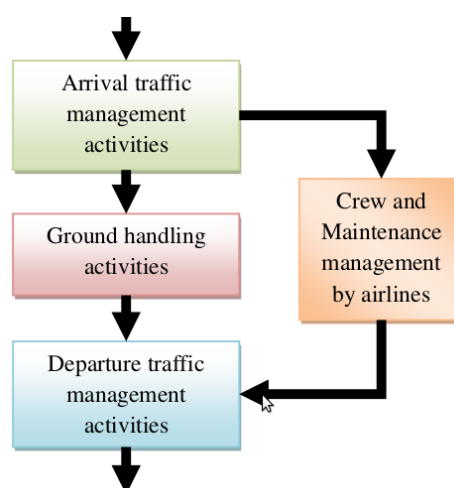 Arrival traffic
management
activities
Ground handling
activities
Crew and
Maintenance
management
by airlines
Departure traffic
management
activities